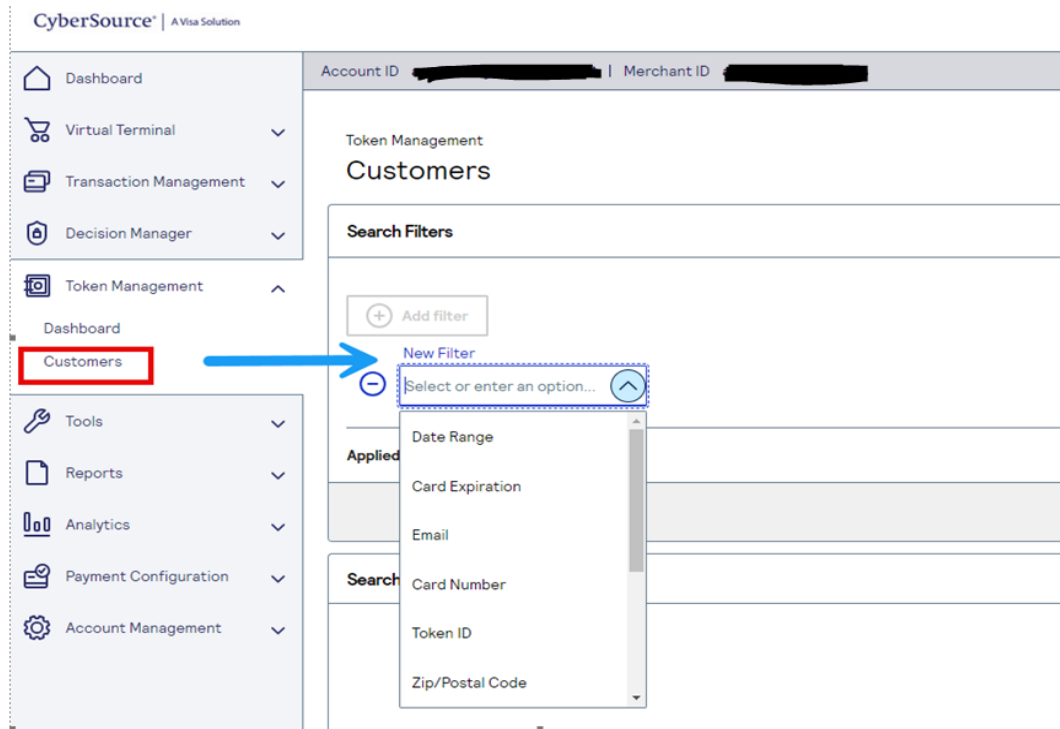 CyberSource® | A Visa Solution
Dashboard
Virtual Terminal
Transaction Management
Decision Manager
Token Management
Dashboard
Customers
Tools
Reports
Analytics
Payment Configuration
Account Management
Account ID | Merchant ID
Token Management
Customers
Search Filters
Add filter
New Filter
Select or enter an option...
Date Range
Card Expiration
Email
Card Number
Token ID
Zip/Postal Code
Applied
Search